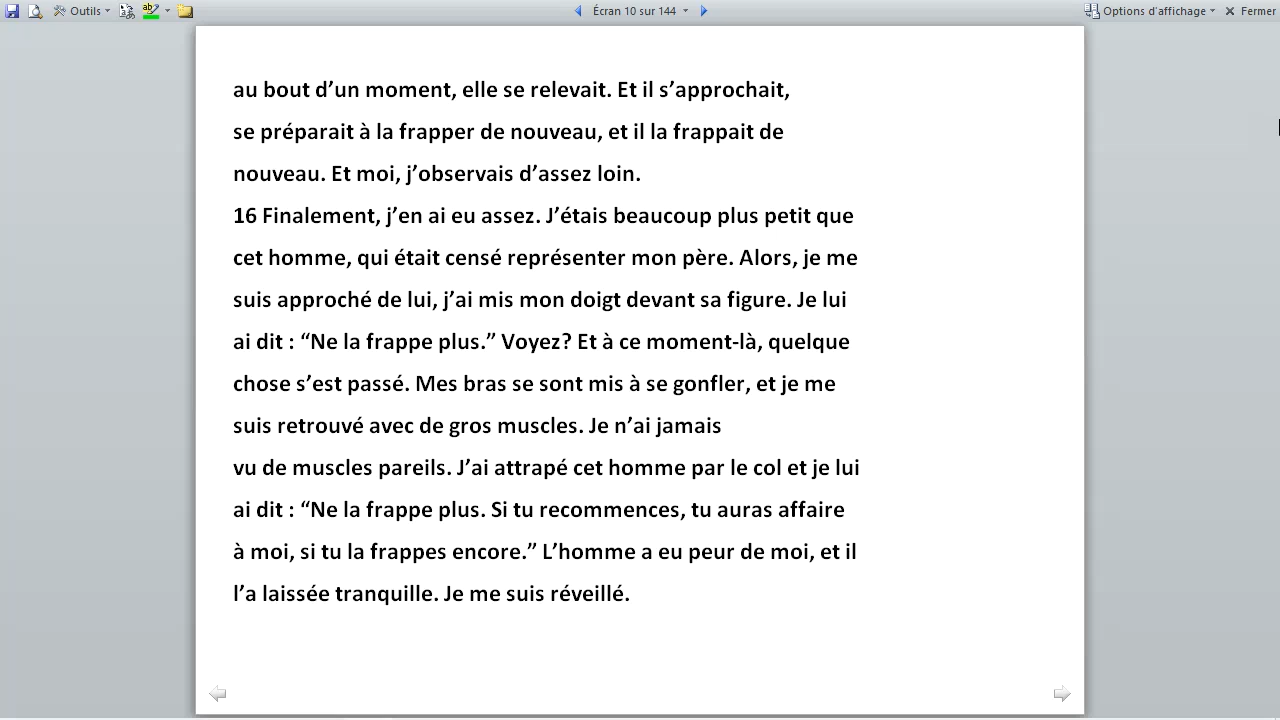 Outils
Écran 10 sur 144
Options d'affichage
Fermer
au bout d’un moment, elle se relevait. Et il s’approchait,
se préparait à la frapper de nouveau, et il la frappait de
nouveau. Et moi, j’observais d’assez loin.
16 Finalement, j’en ai eu assez. J’étais beaucoup plus petit que
cet homme, qui était censé représenter mon père. Alors, je me
suis approché de lui, j’ai mis mon doigt devant sa figure. Je lui
ai dit : “Ne la frappe plus.” Voyez? Et à ce moment-là, quelque
chose s’est passé. Mes bras se sont mis à se gonfler, et je me
suis retrouvé avec de gros muscles. Je n’ai jamais
vu de muscles pareils. J’ai attrapé cet homme par le col et je lui
ai dit : “Ne la frappe plus. Si tu recommences, tu auras affaire
à moi, si tu la frappes encore.” L’homme a eu peur de moi, et il
l’a laissée tranquille. Je me suis réveillé.